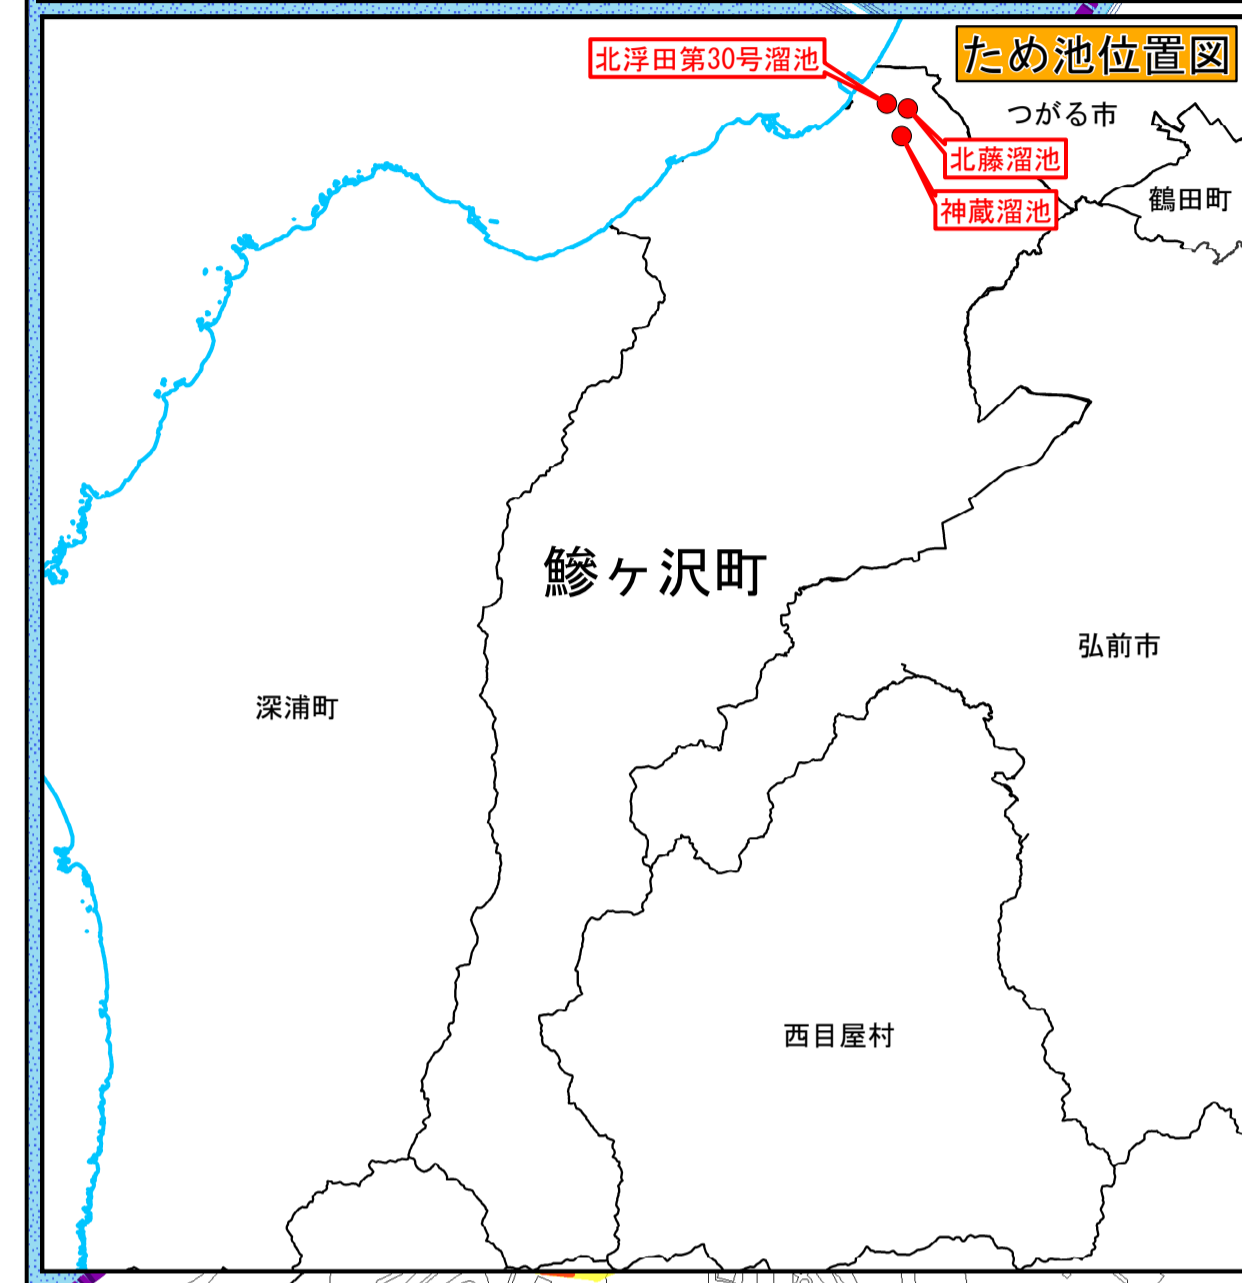 ため池位置図
北浮田第30号溜池
つがる市
北藤溜池
鶴田町
神蔵溜池
鰺ヶ沢町
弘前市
深浦町
西目屋村